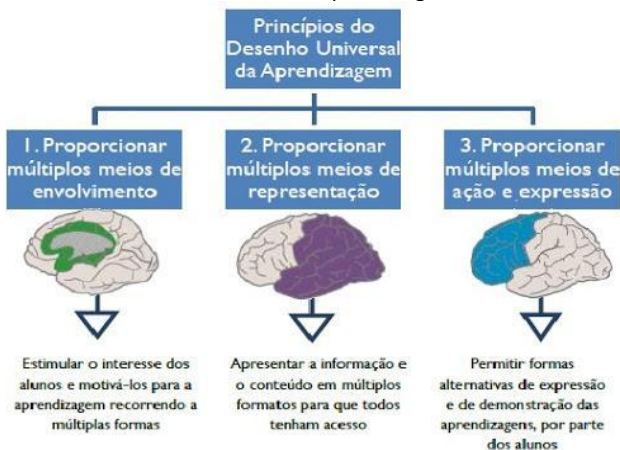 Princípios do
Desenho Universal
da Aprendizagem
1. Proporcionar
múltiplos meios de
envolvimento
2. Proporcionar
múltiplos meios de
representação
3. Proporcionar
múltiplos meios de
ação e expressão
Estimular o interesse dos
alunos e motivá-los para a
aprendizagem recorrendo a
múltiplas formas
Apresentar a informação e
o conteúdo em múltiplos
formatos para que todos
tenham acesso
Permitir formas
alternativas de expressão
e de demonstração das
aprendizagens, por parte
dos alunos